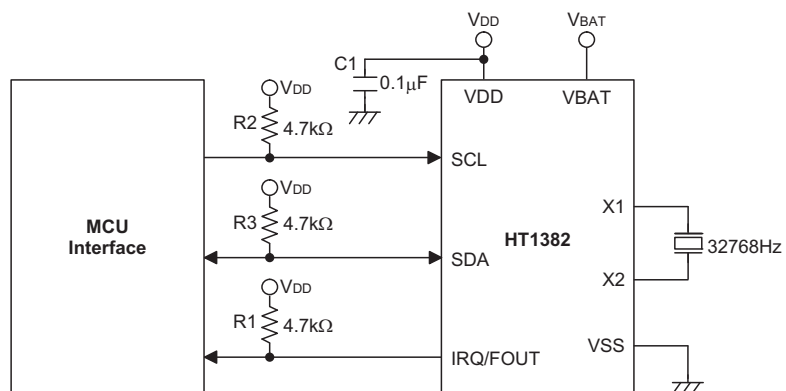 VDD
VBAT
C1
0.1μF
VDD
VBAT
VDD
R2
4.7kΩ
SCL
VDD
R3
4.7kΩ
MCU
Interface
SDA
HT1382
X1
32768Hz
X2
VDD
R1
4.7kΩ
IRQ/FOUT
VSS